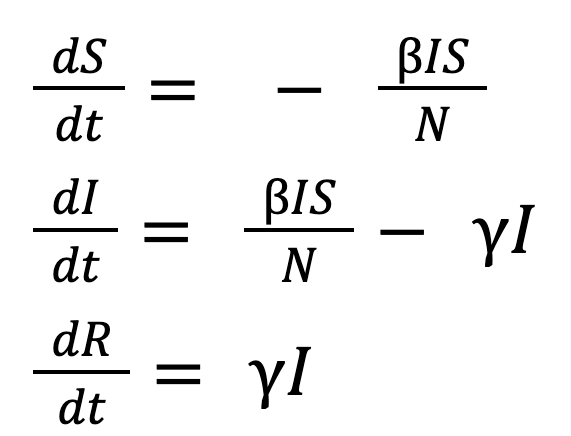 dS/dt = − βIS/N
dI/dt = βIS/N − γI
dR/dt = γI